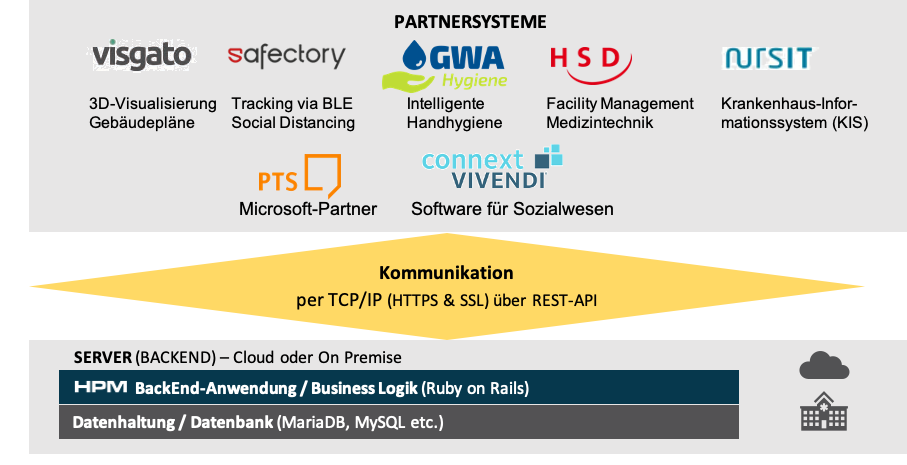 PARTNERSYSTEME
visgato
safectory
GWA
Hygiene
HSD
nursiT
3D-Visualisierung
Gebäudepläne
Tracking via BLE
Social Distancing
Intelligente
Handhygiene
Facility Management
Medizintechnik
Krankenhaus-Infor-
mationssystem (KIS)
PTS
connext
VIVENDI
Microsoft-Partner
Software für Sozialwesen
Kommunikation
per TCP/IP (HTTPS & SSL) über REST-API
SERVER (BACKEND) – Cloud oder On Premise
HPM BackEnd-Anwendung / Business Logik (Ruby on Rails)
Datenhaltung / Datenbank (MariaDB, MySQL etc.)